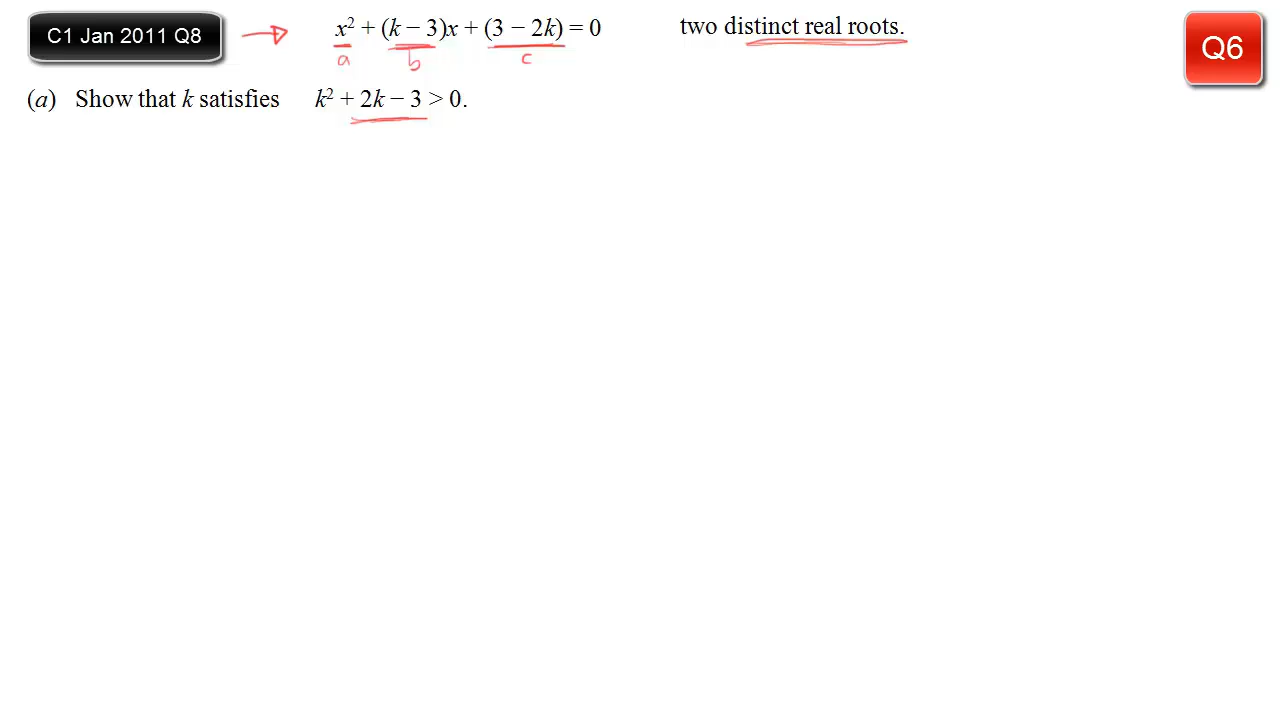 C1 Jan 2011 Q8
x² + (k − 3)x + (3 − 2k) = 0 two distinct real roots.
Q6
a b c
(a) Show that k satisfies k² + 2k − 3 > 0.